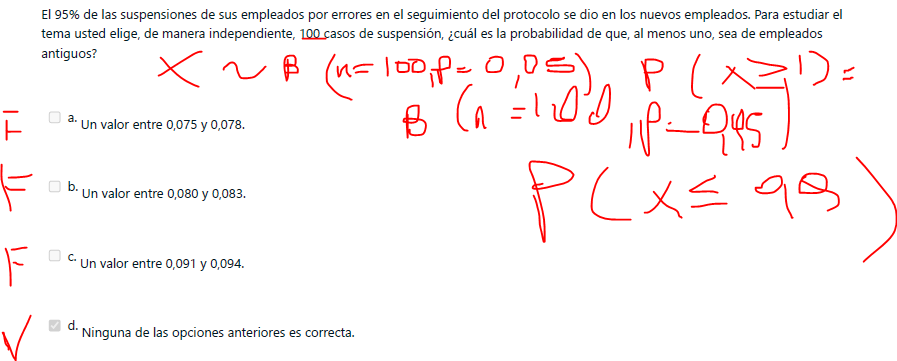 El 95% de las suspensiones de sus empleados por errores en el seguimiento del protocolo se dio en los nuevos empleados. Para estudiar el
tema usted elige, de manera independiente, 100 casos de suspensión, ¿cuál es la probabilidad de que, al menos uno, sea de empleados
antiguos?
X ~ B (n=100, p=0,05) P (x≥1) =
B (n =100, p=0,95)
F a. Un valor entre 0,075 y 0,078.
P (x ≤ 99)
F b. Un valor entre 0,080 y 0,083.
F c. Un valor entre 0,091 y 0,094.
V d. Ninguna de las opciones anteriores es correcta.